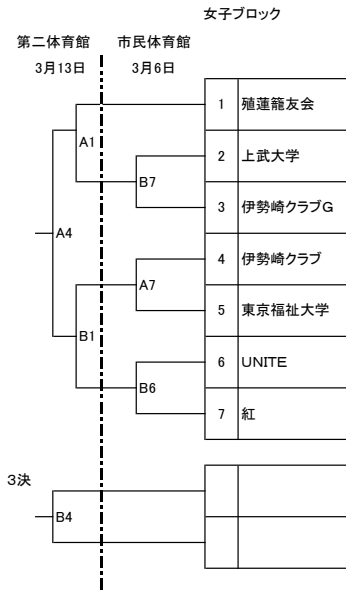 女子ブロック
第二体育館 市民体育館
3月13日 3月6日
1 殖蓮籠友会
A1
2 上武大学
B7
3 伊勢崎クラブG
A4
4 伊勢崎クラブ
A7
5 東京福祉大学
B1
6 UNITE
B6
7 紅
3決
B4